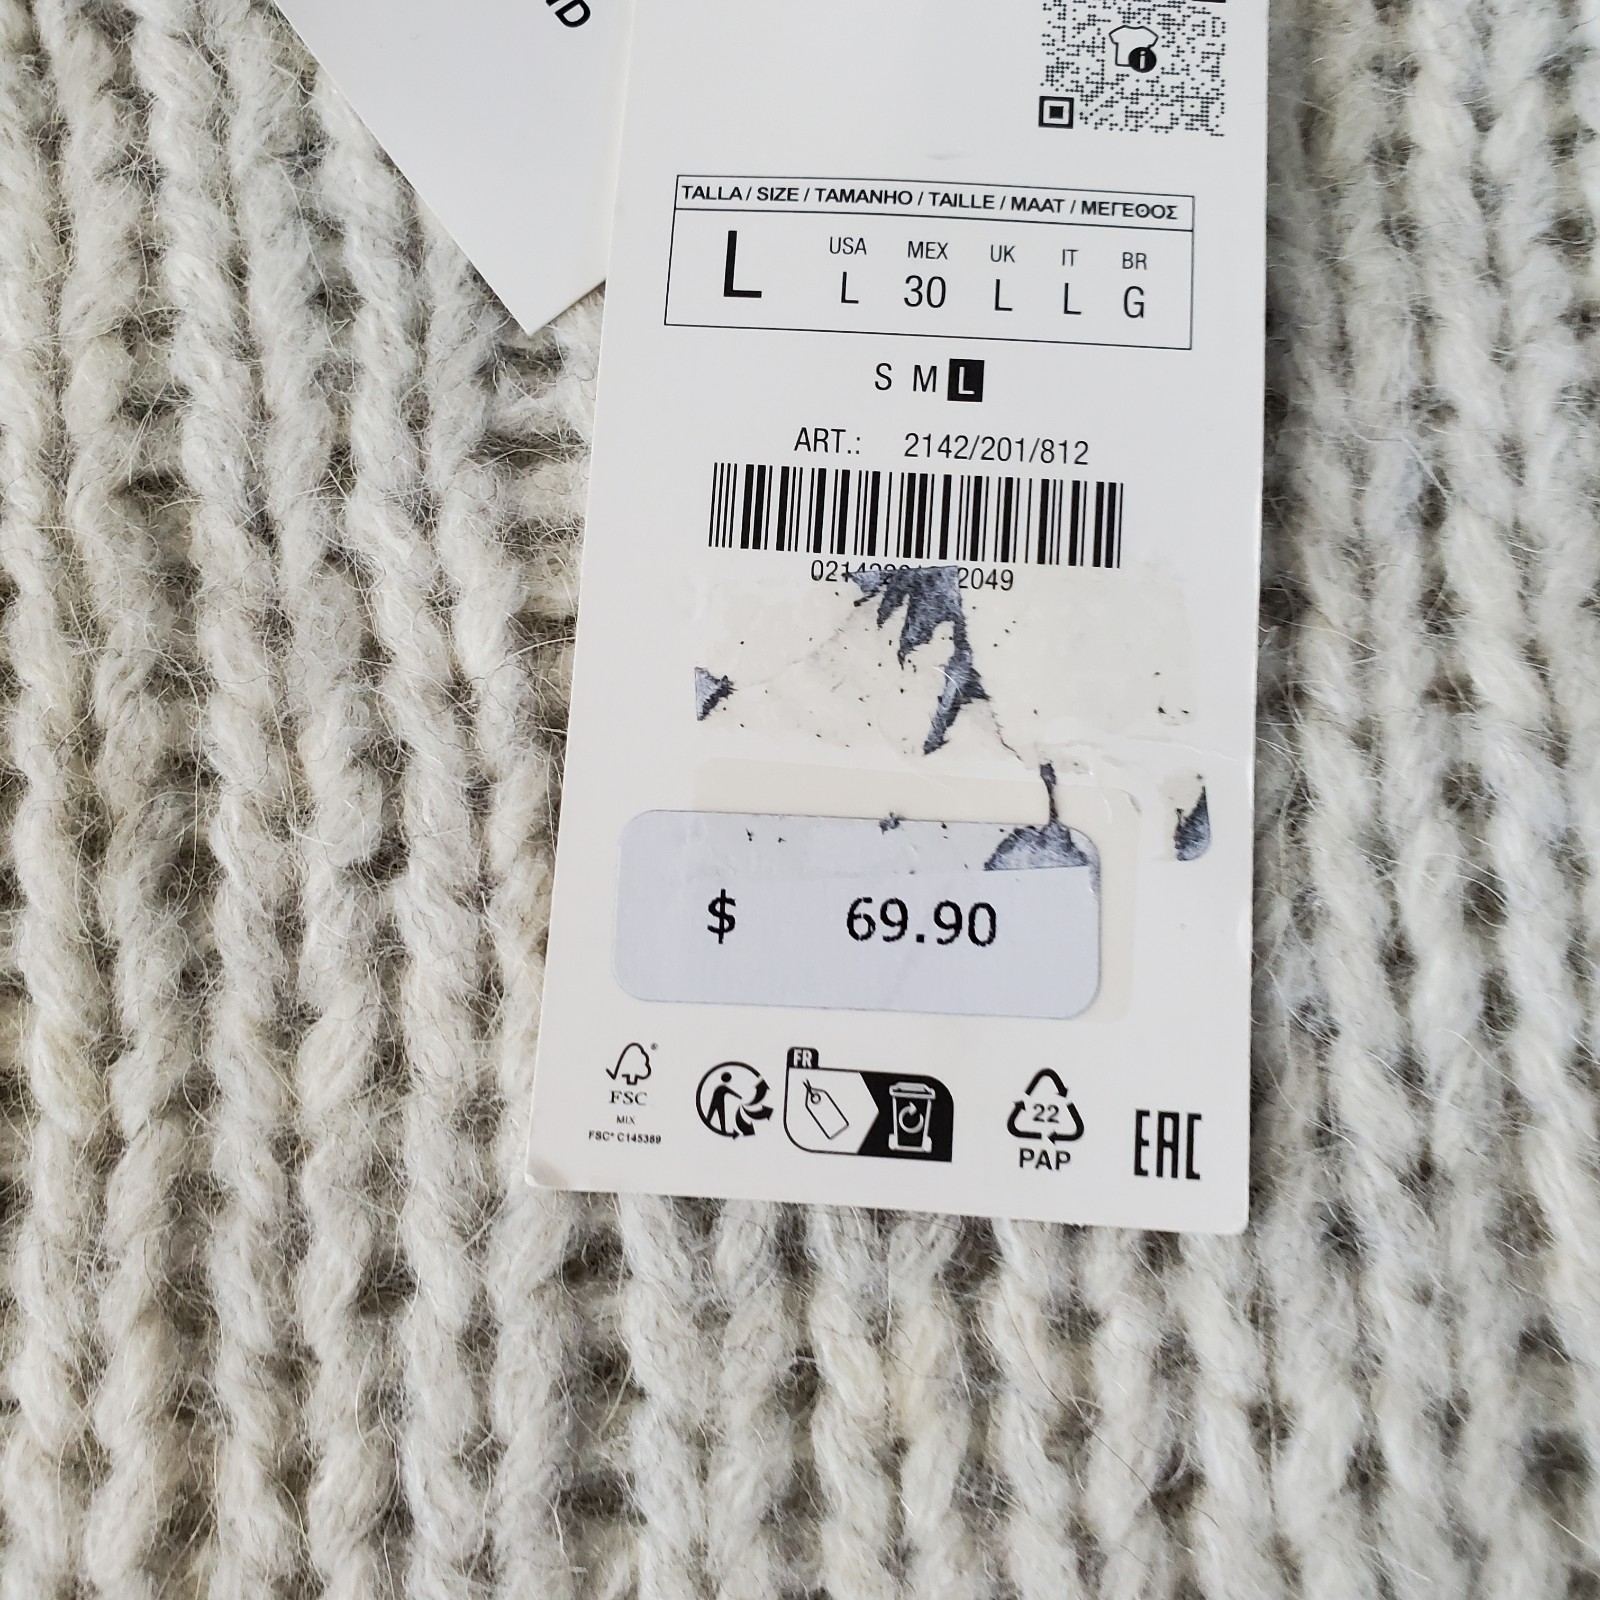 TALLA / SIZE / TAMANHO / TAILLE / MAAT / ΜΕΓΕΘΟΣ
USA MEX UK IT BR
L L 30 L L G
S M L
ART.: 2142/201/812
$ 69.90
FR
FSC®
MIX
FSC® C145389
22
PAP
EAC